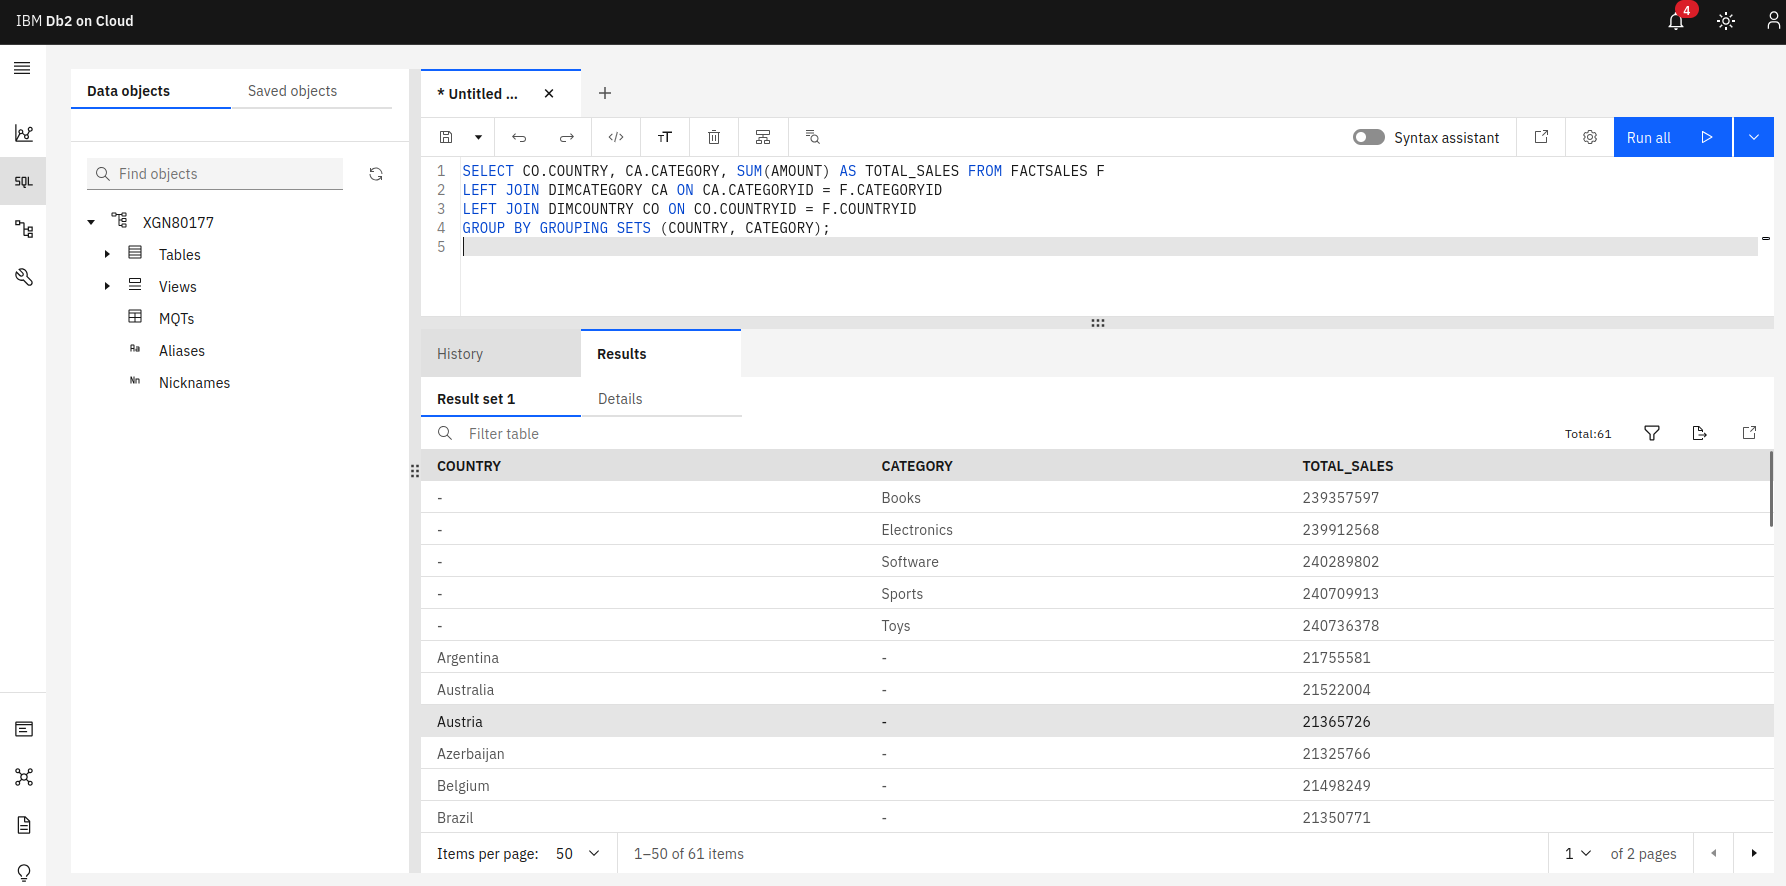 IBM Db2 on Cloud
4
Data objects
Saved objects
Find objects
XGN80177
Tables
Views
MQTs
Aa Aliases
Nn Nicknames
SQL
* Untitled ...
</>
TT
Syntax assistant
Run all
1 SELECT CO.COUNTRY, CA.CATEGORY, SUM(AMOUNT) AS TOTAL_SALES FROM FACTSALES F
2 LEFT JOIN DIMCATEGORY CA ON CA.CATEGORYID = F.CATEGORYID
3 LEFT JOIN DIMCOUNTRY CO ON CO.COUNTRYID = F.COUNTRYID
4 GROUP BY GROUPING SETS (COUNTRY, CATEGORY);
5
History
Results
Result set 1
Details
Filter table
Total:61
COUNTRY CATEGORY TOTAL_SALES
- Books 239357597
- Electronics 239912568
- Software 240289802
- Sports 240709913
- Toys 240736378
Argentina - 21755581
Australia - 21522004
Austria - 21365726
Azerbaijan - 21325766
Belgium - 21498249
Brazil - 21350771
Items per page: 50
1–50 of 61 items
1 of 2 pages